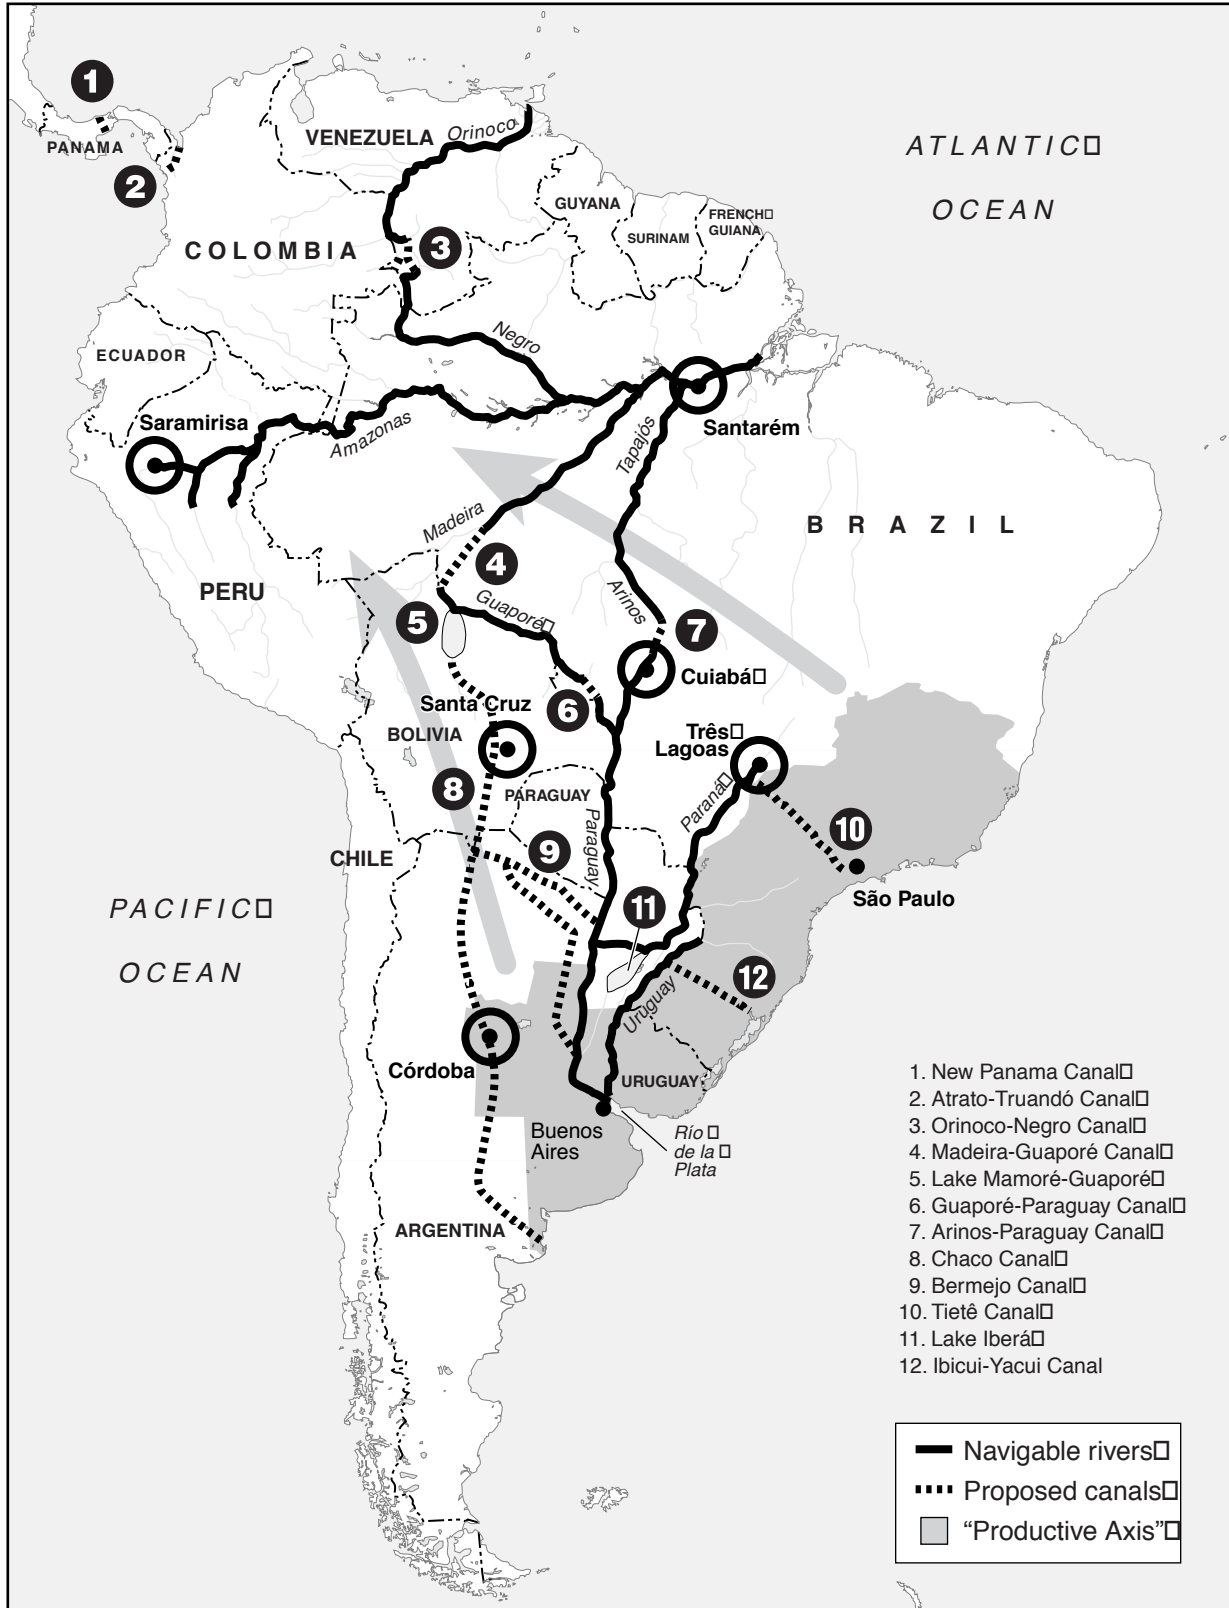 1
PANAMA
2
VENEZUELA
Orinoco
COLOMBIA
3
GUYANA
SURINAM
FRENCH□
GUIANA
ATLANTIC□
OCEAN
ECUADOR
Negro
Saramirisa
Amazonas
Santarém
Tapajós
Madeira
BRAZIL
4
PERU
5
Guaporé□
Arinos
7
Cuiabá□
Santa Cruz
6
BOLIVIA
Três□
Lagoas
8
PARAGUAY
Paraná□
Paraguay
9
10
CHILE
São Paulo
11
PACIFIC□
OCEAN
12
Uruguay
Córdoba
URUGUAY
Buenos
Aires
Río□
de la□
Plata
ARGENTINA
1. New Panama Canal□
2. Atrato-Truandó Canal□
3. Orinoco-Negro Canal□
4. Madeira-Guaporé Canal□
5. Lake Mamoré-Guaporé□
6. Guaporé-Paraguay Canal□
7. Arinos-Paraguay Canal□
8. Chaco Canal□
9. Bermejo Canal□
10. Tietê Canal□
11. Lake Iberá□
12. Ibicui-Yacui Canal
Navigable rivers□
Proposed canals□
“Productive Axis”□